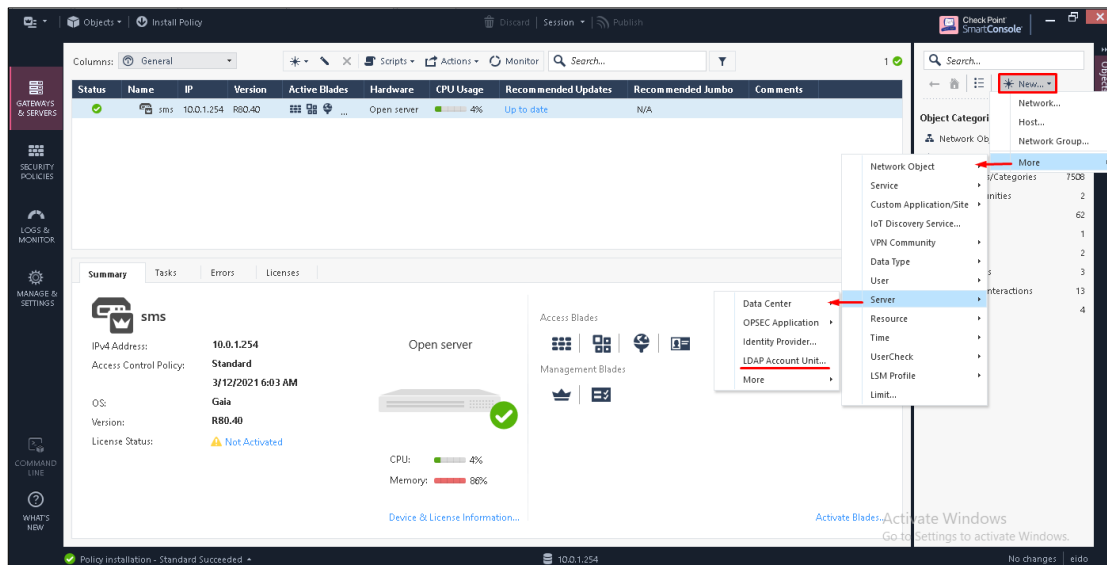 Objects
Install Policy
Discard
Session
Publish
Check Point
SmartConsole
Columns:
General
Scripts
Actions
Monitor
Search...
1
Status Name IP Version Active Blades Hardware CPU Usage Recommended Updates Recommended Jumbo Comments
sms 10.0.1.254 R80.40 ... Open server 4% Up to date N/A
GATEWAYS
& SERVERS
SECURITY
POLICIES
LOGS &
MONITOR
MANAGE &
SETTINGS
COMMAND
LINE
WHAT'S
NEW
Search...
New...
Objects
Object Categori
Network Ob
Network...
Host...
Network Group...
More
s/Categories 7508
unities 2
62
1
2
s 3
nteractions 13
4
Network Object
Service
Custom Application/Site
IoT Discovery Service...
VPN Community
Data Type
User
Server
Resource
Time
UserCheck
LSM Profile
Limit...
Data Center
OPSEC Application
Identity Provider...
LDAP Account Unit...
More
Summary Tasks Errors Licenses
sms
IPv4 Address: 10.0.1.254
Access Control Policy: Standard
3/12/2021 6:03 AM
OS: Gaia
Version: R80.40
License Status: Not Activated
Open server
CPU: 4%
Memory: 86%
Device & License Information...
Access Blades
Management Blades
Activate Blades...
Activate Windows
Go to Settings to activate Windows.
Policy installation - Standard Succeeded
10.0.1.254
No changes
eido